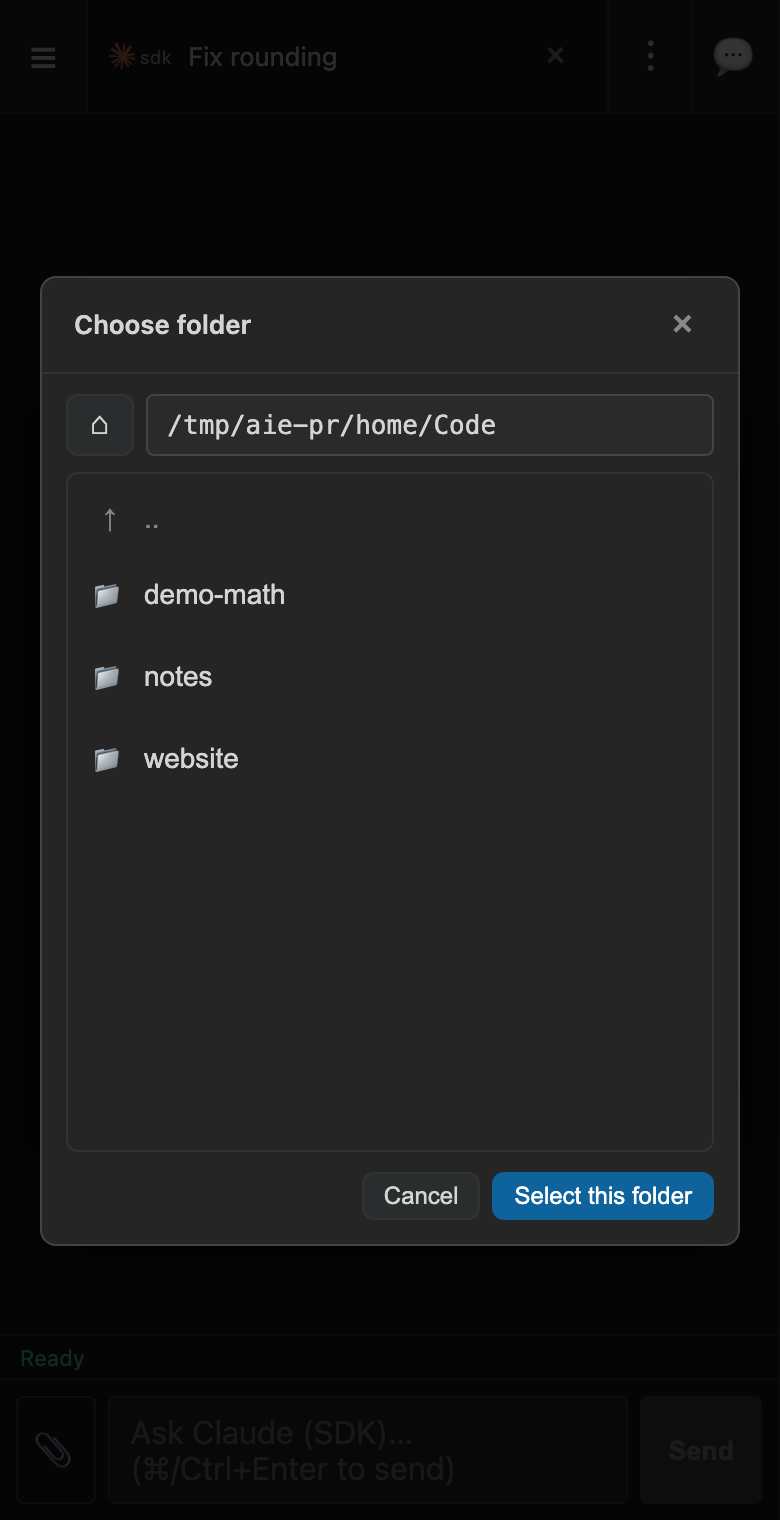 sdk Fix rounding
Choose folder
/tmp/aie-pr/home/Code
..
demo-math
notes
website
Cancel Select this folder
Ready
Ask Claude (SDK)...
(⌘/Ctrl+Enter to send)
Send